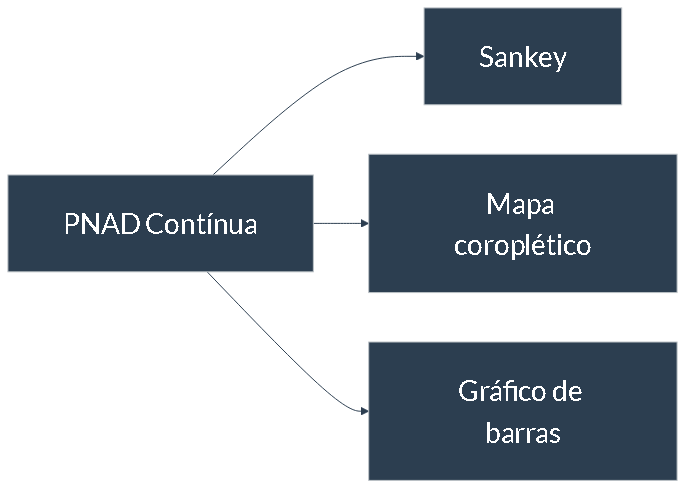 Sankey
PNAD Contínua
Mapa
coroplético
Gráfico de
barras